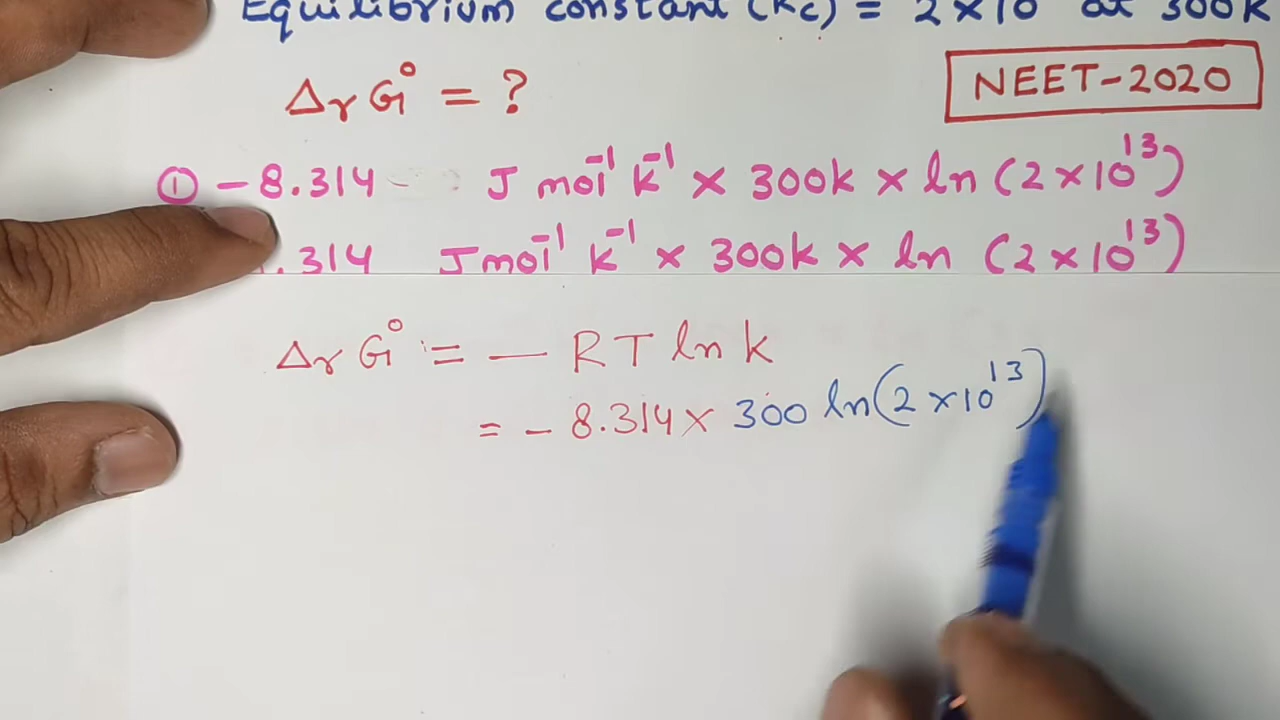 Equilibrium constant (Kc) = 2 × 10 at 300k
ΔrG° = ?
NEET-2020
① - 8.314 J mol⁻¹ k⁻¹ × 300k × ln (2 × 10¹³)
.314 J mol⁻¹ k⁻¹ × 300k × ln (2 × 10¹³)
ΔrG° = - RT ln k
= - 8.314 × 300 ln (2 × 10¹³)